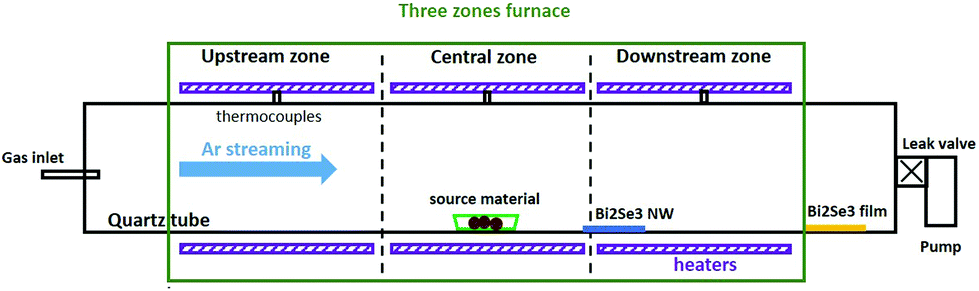 Three zones furnace
Upstream zone
Central zone
Downstream zone
thermocouples
Gas inlet
Ar streaming
Leak valve
source material
Quartz tube
Bi2Se3 NW
Bi2Se3 film
heaters
Pump